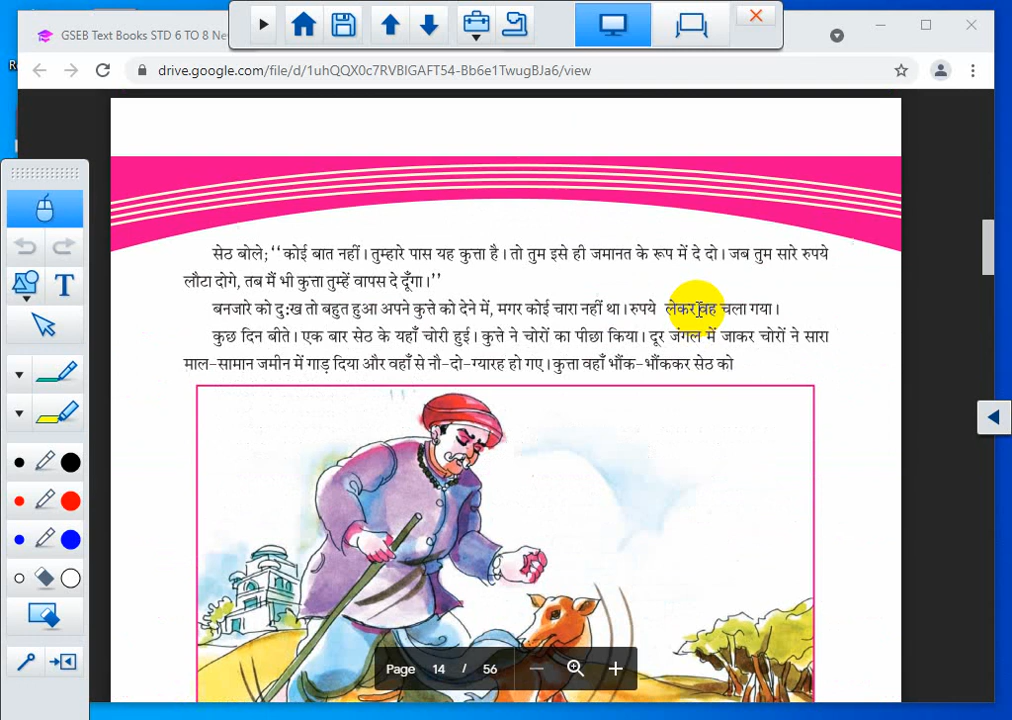 GSEB Text Books STD 6 TO 8 Ne
drive.google.com/file/d/1uhQQX0c7RVBlGAFT54-Bb6e1TwugBJa6/view
सेठ बोले; ‘‘कोई बात नहीं। तुम्हारे पास यह कुत्ता है। तो तुम इसे ही जमानत के रूप में दे दो। जब तुम सारे रुपये
लौटा दोगे, तब मैं भी कुत्ता तुम्हें वापस दे दूँगा।’’
बनजारे को दुःख तो बहुत हुआ अपने कुत्ते को देने में, मगर कोई चारा नहीं था। रुपये लेकर वह चला गया।
कुछ दिन बीते। एक बार सेठ के यहाँ चोरी हुई। कुत्ते ने चोरों का पीछा किया। दूर जंगल में जाकर चोरों ने सारा
माल-सामान जमीन में गाड़ दिया और वहाँ से नौ-दो-ग्यारह हो गए। कुत्ता वहाँ भौंक-भौंककर सेठ को
T
Page 14 / 56